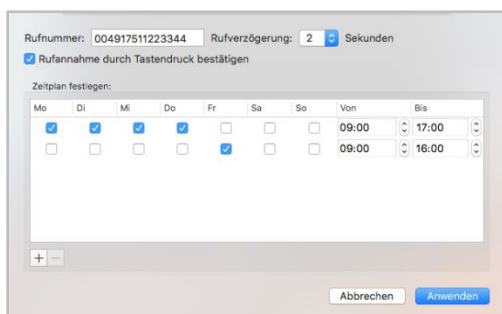 Rufnummer: 004917511223344 Rufverzögerung: 2 Sekunden
Rufannahme durch Tastendruck bestätigen
Zeitplan festlegen:
Mo Di Mi Do Fr Sa So Von Bis
09:00 17:00
09:00 16:00
Abbrechen Anwenden